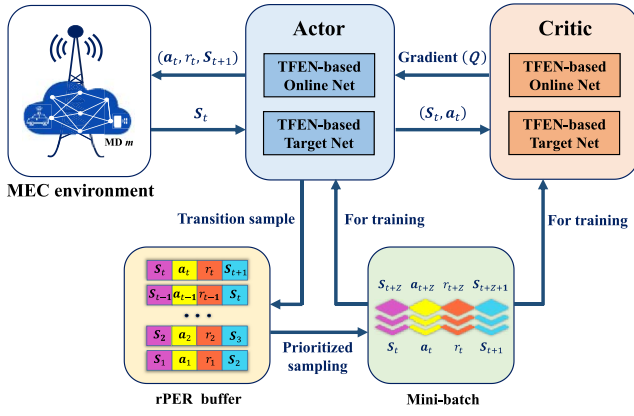 Actor
Critic
(a_t, r_t, S_{t+1})
TFEN-based
Online Net
Gradient (Q)
TFEN-based
Online Net
S_t
TFEN-based
Target Net
(S_t, a_t)
TFEN-based
Target Net
MD m
MEC environment
Transition sample
For training
For training
S_t a_t r_t S_{t+1}
S_{t-1} a_{t-1} r_{t-1} S_t
• • •
S_2 a_2 r_2 S_3
S_1 a_1 r_1 S_2
Prioritized
sampling
S_{t+Z} a_{t+Z} r_{t+Z} S_{t+Z+1}
S_t a_t r_t S_{t+1}
rPER buffer
Mini-batch